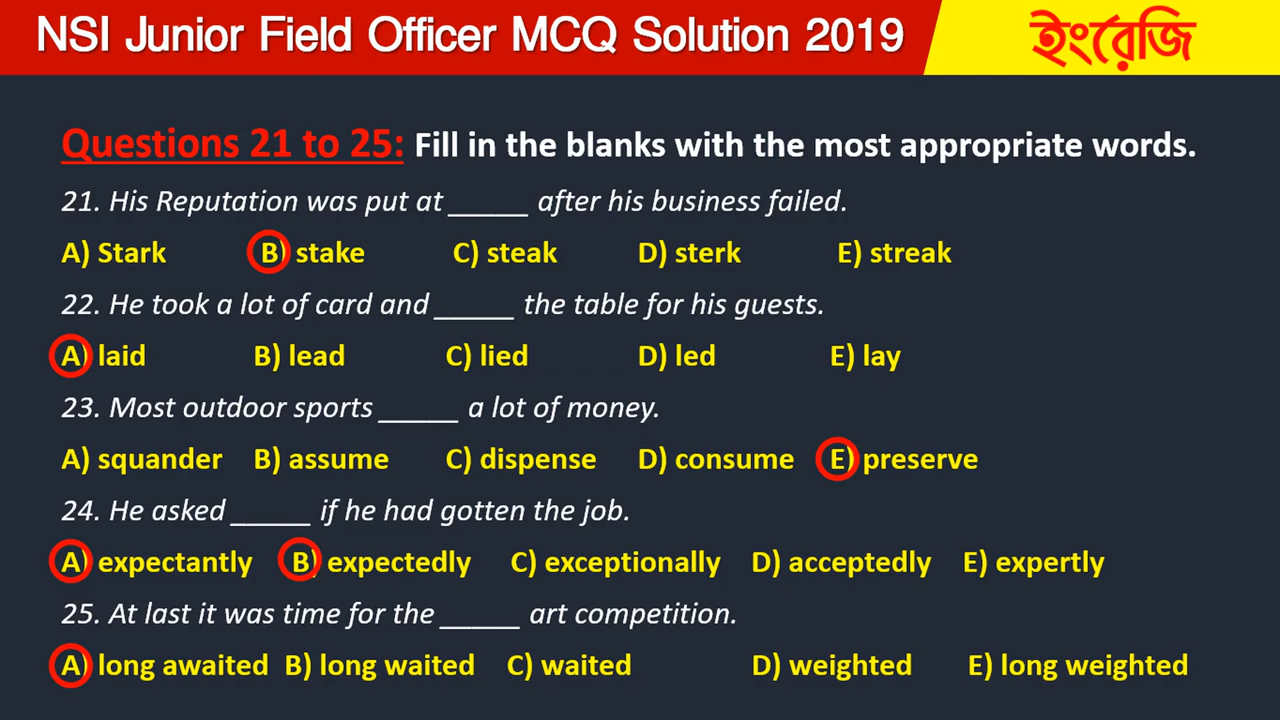 NSI Junior Field Officer MCQ Solution 2019 ইংরেজি
Questions 21 to 25: Fill in the blanks with the most appropriate words.
21. His Reputation was put at _____ after his business failed.
A) Stark B) stake C) steak D) sterk E) streak
22. He took a lot of card and _____ the table for his guests.
A) laid B) lead C) lied D) led E) lay
23. Most outdoor sports _____ a lot of money.
A) squander B) assume C) dispense D) consume E) preserve
24. He asked _____ if he had gotten the job.
A) expectantly B) expectedly C) exceptionally D) acceptedly E) expertly
25. At last it was time for the _____ art competition.
A) long awaited B) long waited C) waited D) weighted E) long weighted